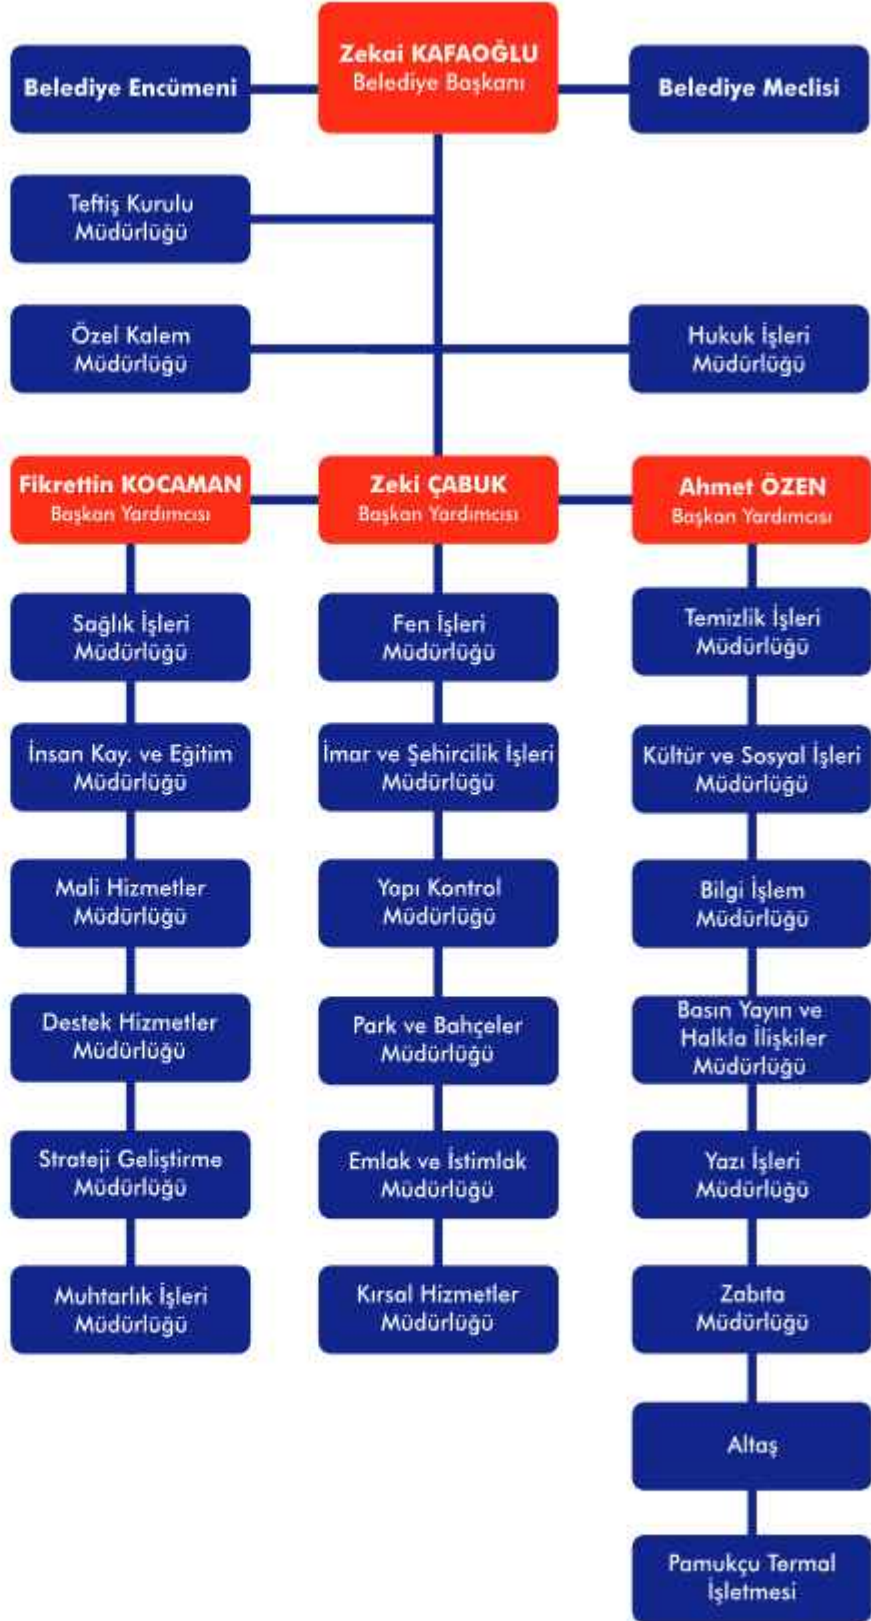 Zekai KAFAOĞLU
Belediye Başkanı
Belediye Encümeni
Belediye Meclisi
Teftiş Kurulu
Müdürlüğü
Özel Kalem
Müdürlüğü
Hukuk İşleri
Müdürlüğü
Fikrettin KOCAMAN
Başkan Yardımcısı
Zeki ÇABUK
Başkan Yardımcısı
Ahmet ÖZEN
Başkan Yardımcısı
Sağlık İşleri
Müdürlüğü
İnsan Kay. ve Eğitim
Müdürlüğü
Mali Hizmetler
Müdürlüğü
Destek Hizmetler
Müdürlüğü
Strateji Geliştirme
Müdürlüğü
Muhtarlık İşleri
Müdürlüğü
Fen İşleri
Müdürlüğü
İmar ve Şehircilik İşleri
Müdürlüğü
Yapı Kontrol
Müdürlüğü
Park ve Bahçeler
Müdürlüğü
Emlak ve İstimlak
Müdürlüğü
Kırsal Hizmetler
Müdürlüğü
Temizlik İşleri
Müdürlüğü
Kültür ve Sosyal İşleri
Müdürlüğü
Bilgi İşlem
Müdürlüğü
Basın Yayın ve
Halkla İlişkiler
Müdürlüğü
Yazı İşleri
Müdürlüğü
Zabıta
Müdürlüğü
Altaş
Pamukçu Termal
İşletmesi